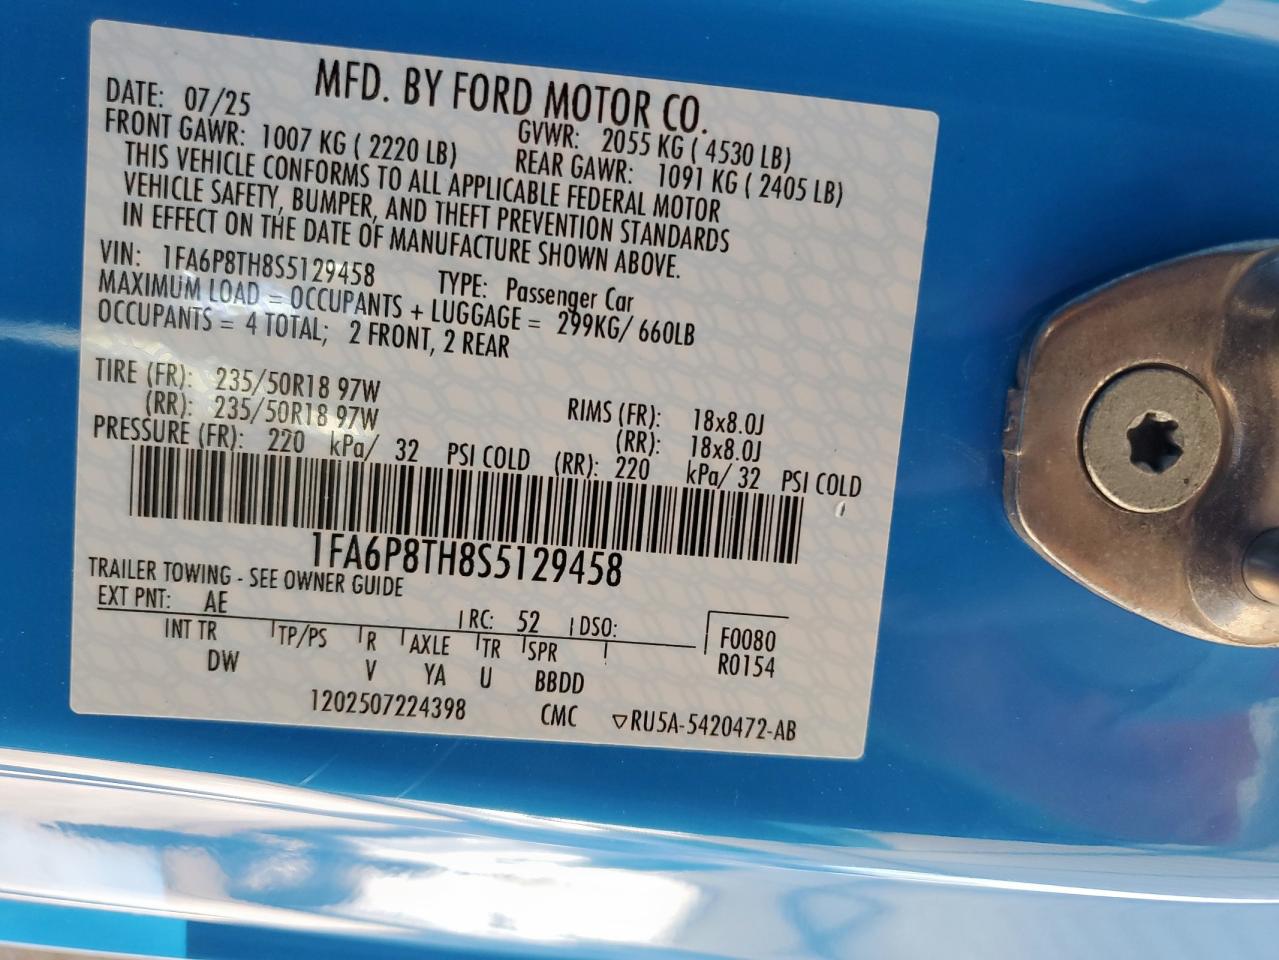 MFD. BY FORD MOTOR CO.
DATE: 07/25 GVWR: 2055 KG ( 4530 LB)
FRONT GAWR: 1007 KG ( 2220 LB) REAR GAWR: 1091 KG ( 2405 LB)
THIS VEHICLE CONFORMS TO ALL APPLICABLE FEDERAL MOTOR
VEHICLE SAFETY, BUMPER, AND THEFT PREVENTION STANDARDS
IN EFFECT ON THE DATE OF MANUFACTURE SHOWN ABOVE.
VIN: 1FA6P8TH8S5129458 TYPE: Passenger Car
MAXIMUM LOAD = OCCUPANTS + LUGGAGE = 299KG/ 660LB
OCCUPANTS = 4 TOTAL; 2 FRONT, 2 REAR
TIRE (FR): 235/50R18 97W RIMS (FR): 18x8.0J
(RR): 235/50R18 97W (RR): 18x8.0J
PRESSURE (FR): 220 kPa/ 32 PSI COLD (RR): 220 kPa/ 32 PSI COLD
1FA6P8TH8S5129458
TRAILER TOWING - SEE OWNER GUIDE
EXT PNT: AE RC: 52 DSO: F0080
INT TR TP/PS R AXLE TR SPR R0154
DW V YA U BBDD
1202507224398 CMC ▽RU5A-5420472-AB